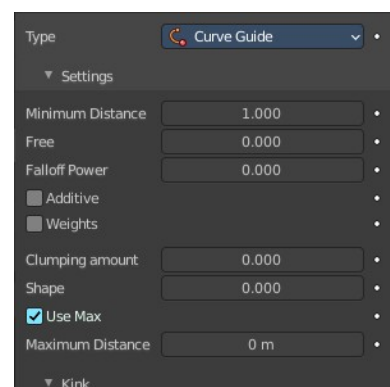 Type Curve Guide
Settings
Minimum Distance 1.000
Free 0.000
Falloff Power 0.000
Additive
Weights
Clumping amount 0.000
Shape 0.000
Use Max
Maximum Distance 0 m
Kink